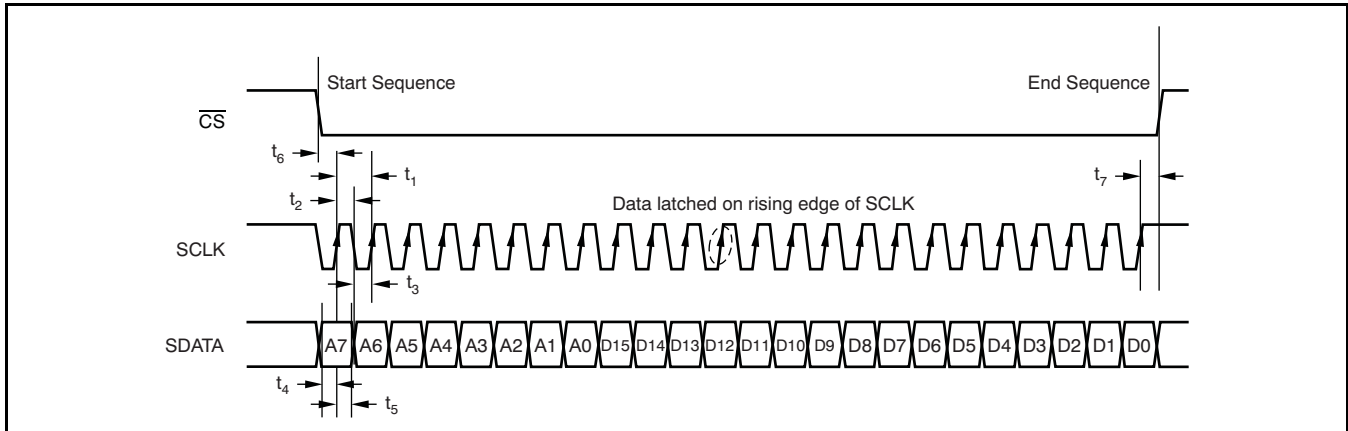 Start Sequence
End Sequence
CS
t6
t1
t7
t2
Data latched on rising edge of SCLK
SCLK
t3
SDATA
A7 A6 A5 A4 A3 A2 A1 A0 D15 D14 D13 D12 D11 D10 D9 D8 D7 D6 D5 D4 D3 D2 D1 D0
t4
t5